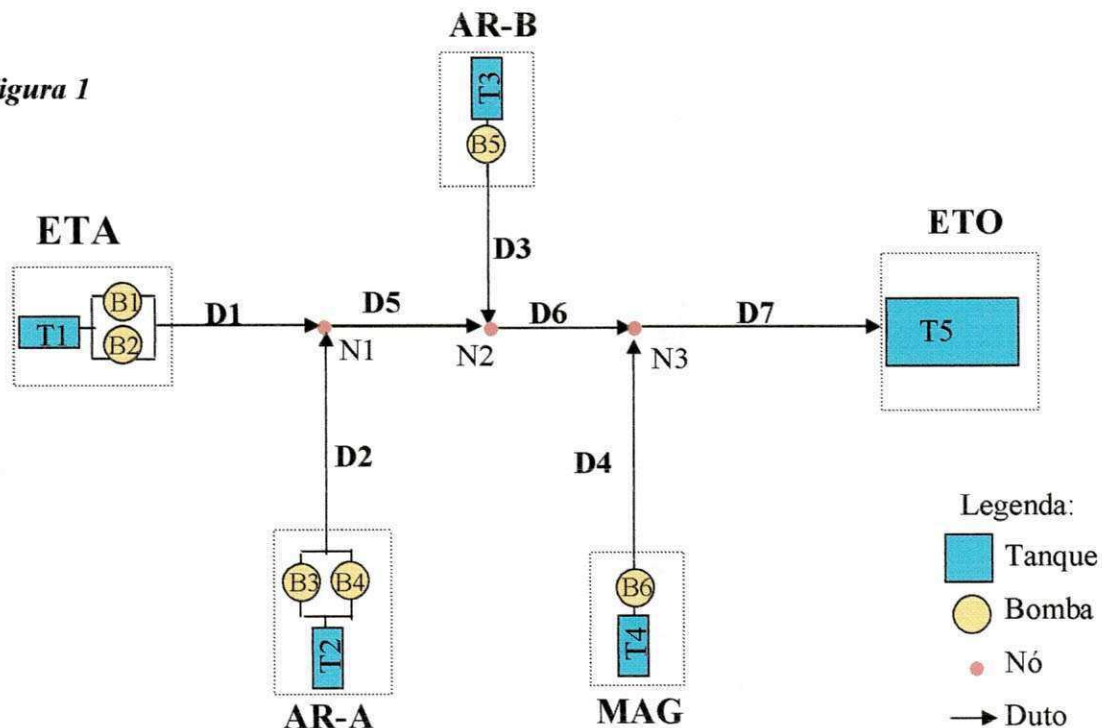 AR-B
igura 1
T3
B5
ETA
ETO
D3
B1
D1
D5
D6
D7
T1
T5
B2
N1
N2
N3
D2
D4
Legenda:
Tanque
B3
B4
B6
Bomba
T2
T4
Nó
AR-A
MAG
Duto